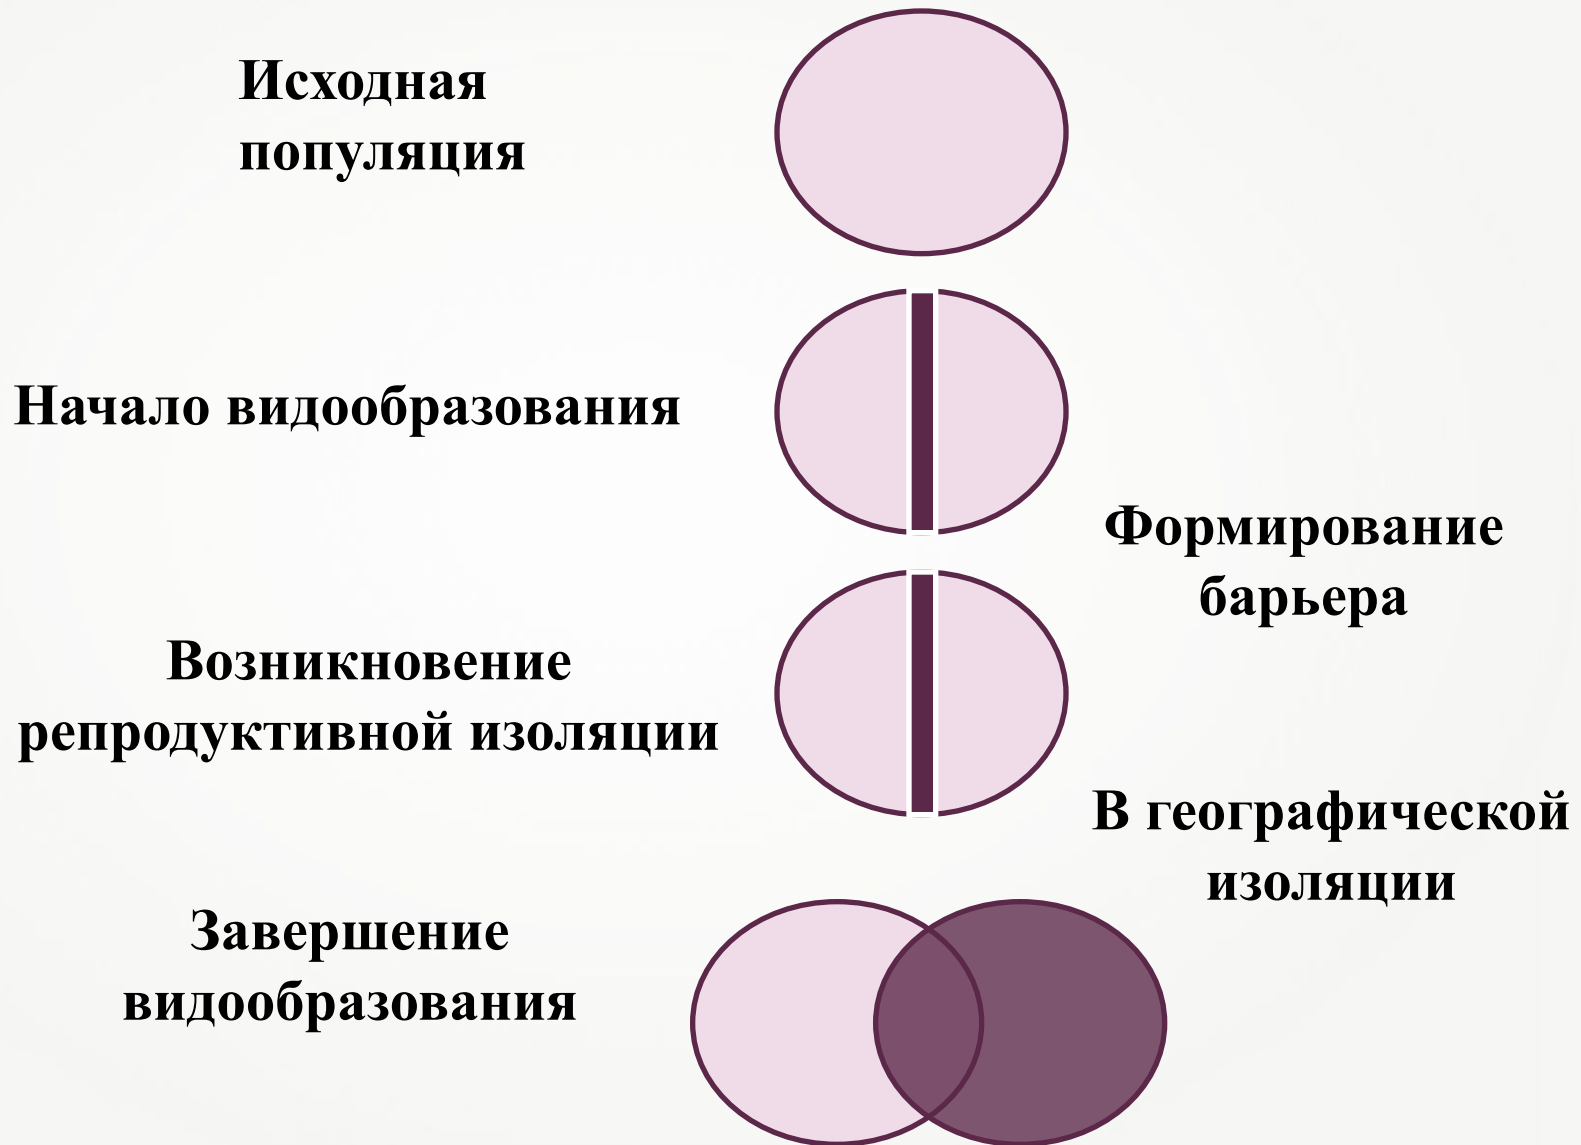 Исходная
популяция
Начало видообразования
Формирование
барьера
Возникновение
репродуктивной изоляции
В географической
изоляции
Завершение
видообразования